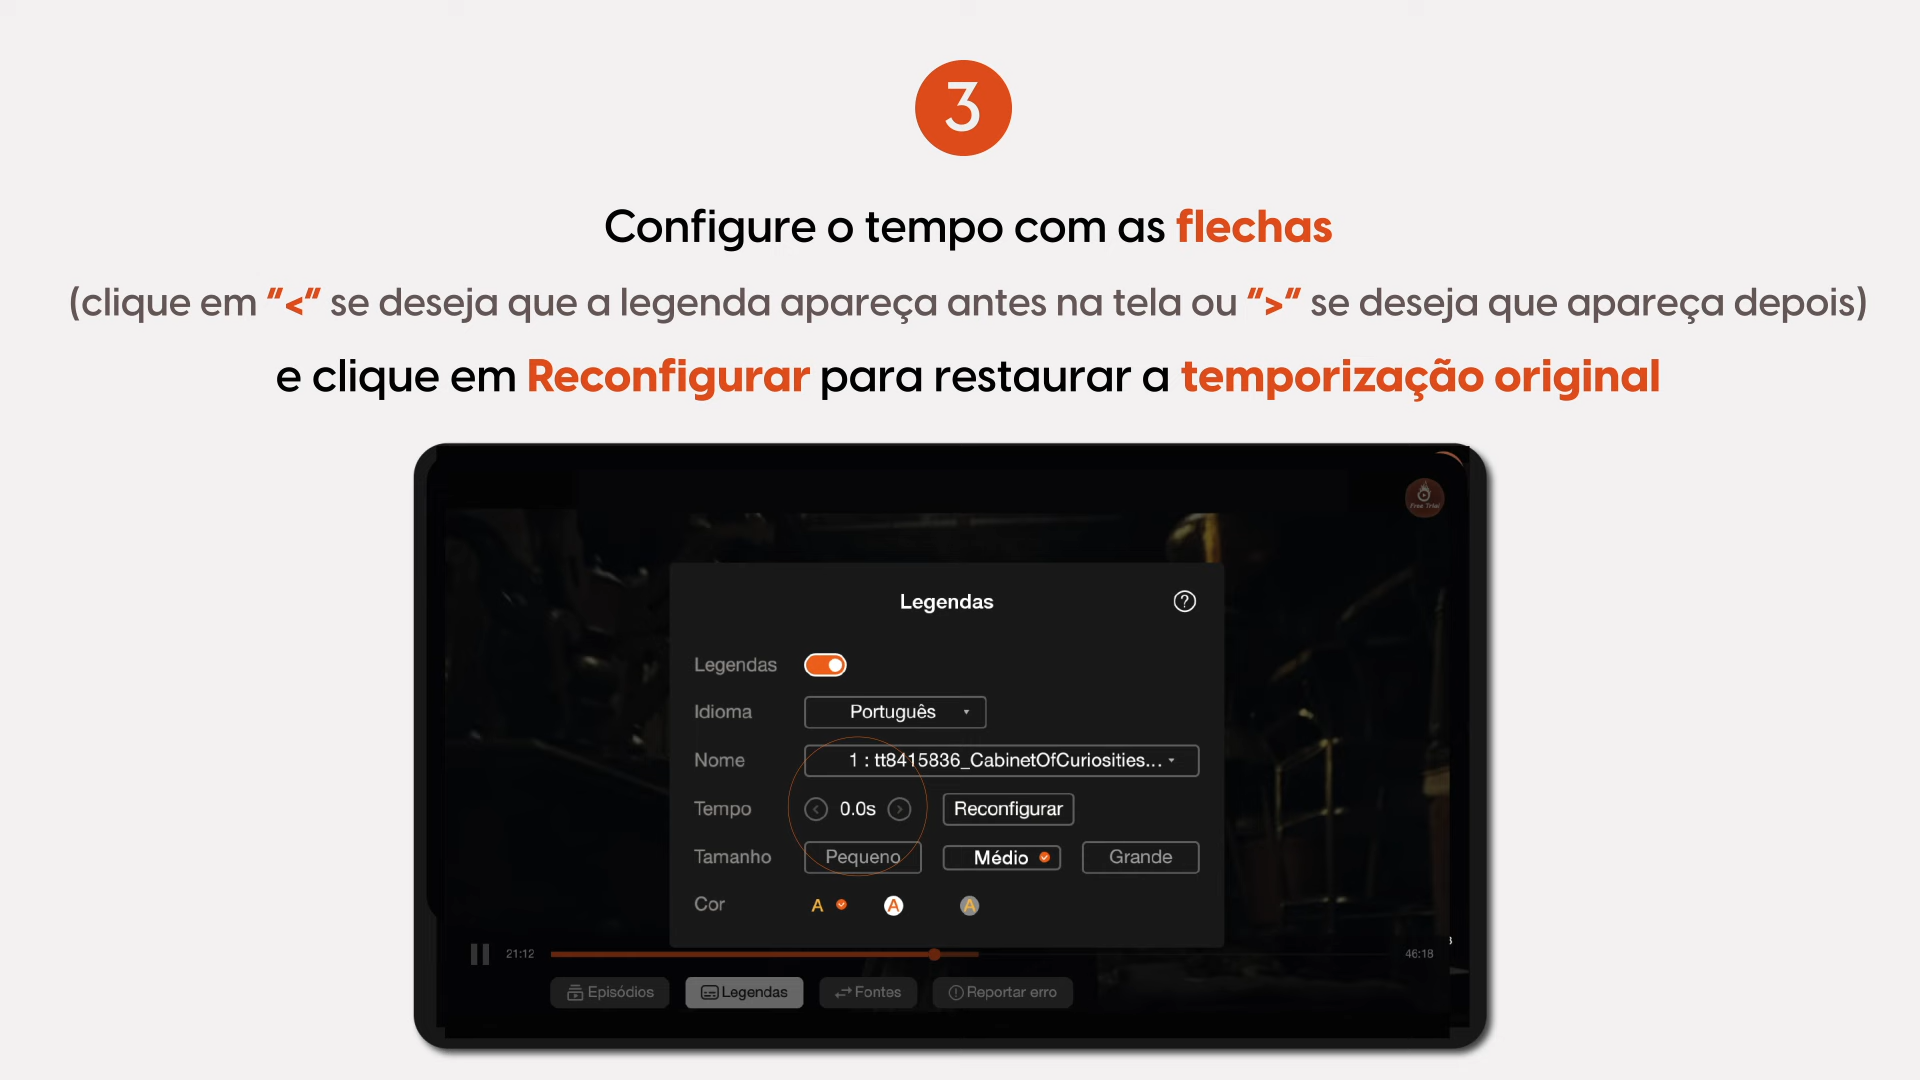 3
Configure o tempo com as flechas
(clique em "<" se deseja que a legenda apareça antes na tela ou ">" se deseja que apareça depois)
e clique em Reconfigurar para restaurar a temporização original
Free Trial
Legendas ?
Legendas
Idioma Português
Nome 1 : tt8415836_CabinetOfCuriosities...
Tempo < 0.0s > Reconfigurar
Tamanho Pequeno Médio Grande
Cor A A A
21:12 46:18
Episódios Legendas Fontes Reportar erro